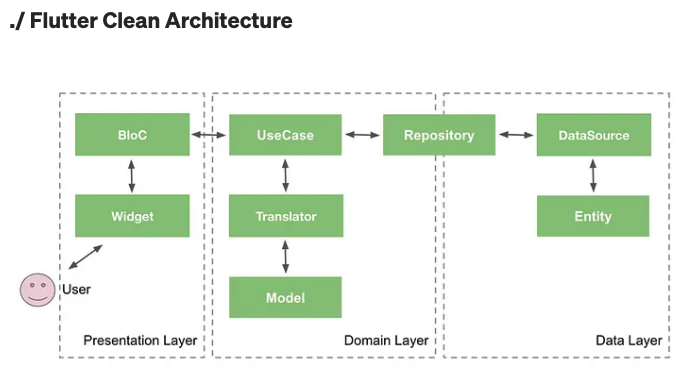 ./ Flutter Clean Architecture
BloC
UseCase
Repository
DataSource
Widget
Translator
Entity
User
Model
Presentation Layer
Domain Layer
Data Layer